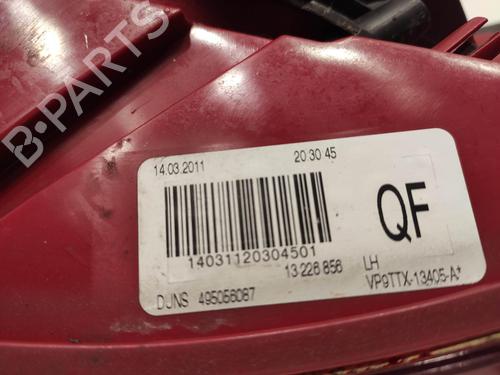 B-PARTS
14.03.2011 20 30 45
14031120304501
QF
13 226 856
LH
DJNS 495056087
VP9TTX-13405-A*